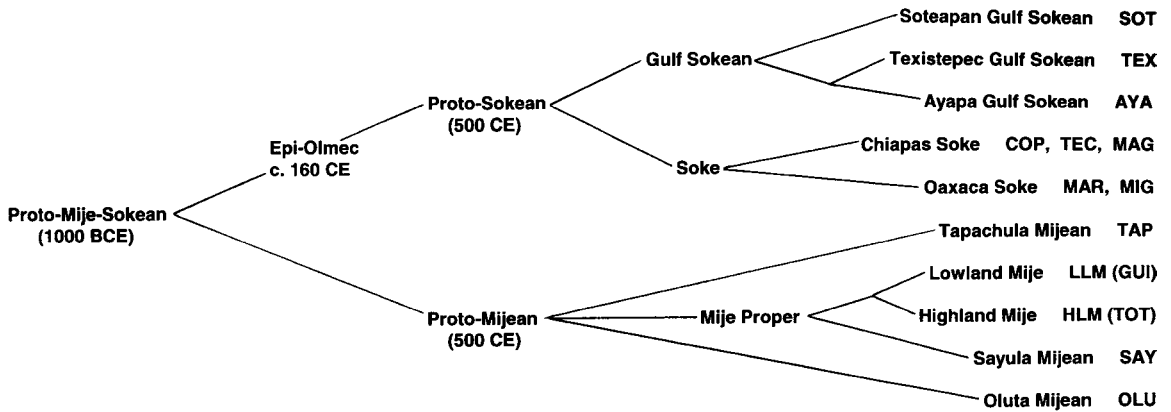 Soteapan Gulf Sokean SOT
Gulf Sokean
Texistepec Gulf Sokean TEX
Proto-Sokean
(500 CE)
Ayapa Gulf Sokean AYA
Epi-Olmec
c. 160 CE
Chiapas Soke COP, TEC, MAG
Soke
Oaxaca Soke MAR, MIG
Proto-Mije-Sokean
(1000 BCE)
Tapachula Mijean TAP
Lowland Mije LLM (GUI)
Proto-Mijean
(500 CE)
Mije Proper
Highland Mije HLM (TOT)
Sayula Mijean SAY
Oluta Mijean OLU